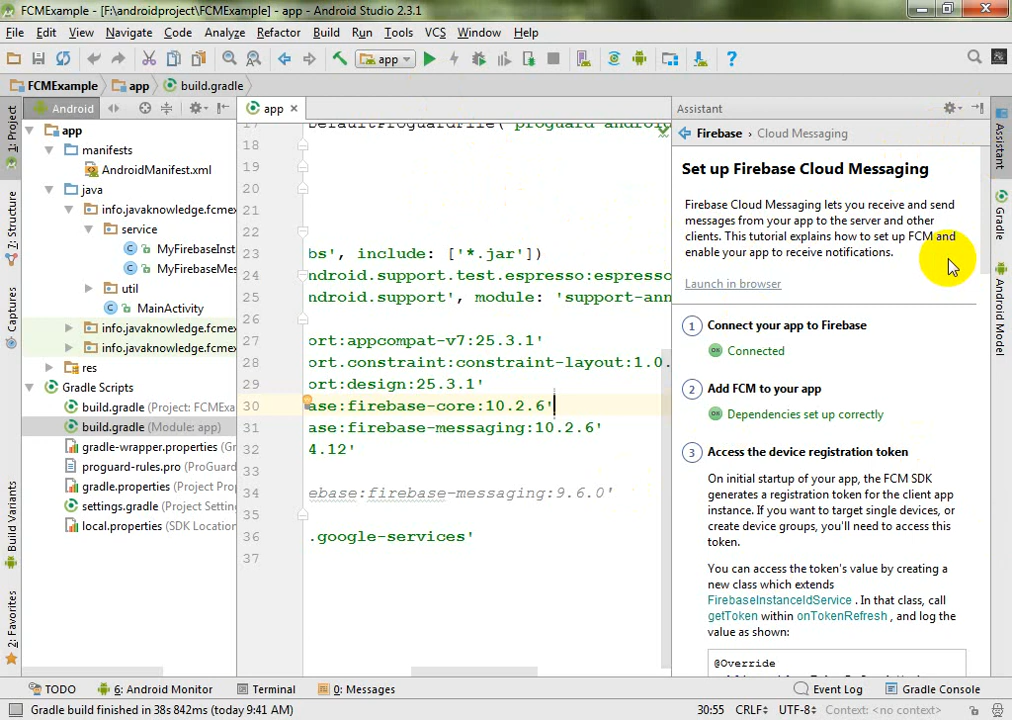 FCMExample - [F:\androidproject\FCMExample] - app - Android Studio 2.3.1
File Edit View Navigate Code Analyze Refactor Build Run Tools VCS Window Help
app
FCMExample app build.gradle
1: Project
7: Structure
Captures
Build Variants
2: Favorites
Android
app
manifests
AndroidManifest.xml
java
info.javaknowledge.fcmex
service
MyFirebaseInst
MyFirebaseMes
util
MainActivity
info.javaknowledge.fcmex
info.javaknowledge.fcmex
res
Gradle Scripts
build.gradle (Project: FCMExa
build.gradle (Module: app)
gradle-wrapper.properties (Gr
proguard-rules.pro (ProGuard
gradle.properties (Project Prop
settings.gradle (Project Setting
local.properties (SDK Location
app
17 DefaultProguardFile('proguard-android
18
19
20
21
22
23 bs', include: ['*.jar'])
24 ndroid.support.test.espresso:espresso
25 ndroid.support', module: 'support-ann
26
27 ort:appcompat-v7:25.3.1'
28 ort.constraint:constraint-layout:1.0.
29 ort:design:25.3.1'
30 ase:firebase-core:10.2.6'
31 ase:firebase-messaging:10.2.6'
32 4.12'
33
34 ebase:firebase-messaging:9.6.0'
35
36 .google-services'
37
Assistant
Firebase › Cloud Messaging
Set up Firebase Cloud Messaging
Firebase Cloud Messaging lets you receive and send
messages from your app to the server and other
clients. This tutorial explains how to set up FCM and
enable your app to receive notifications.
Launch in browser
1 Connect your app to Firebase
OK Connected
2 Add FCM to your app
OK Dependencies set up correctly
3 Access the device registration token
On initial startup of your app, the FCM SDK
generates a registration token for the client app
instance. If you want to target single devices, or
create device groups, you'll need to access this
token.
You can access the token's value by creating a
new class which extends
FirebaseInstanceIdService . In that class, call
getToken within onTokenRefresh , and log the
value as shown:
@Override
Assistant
Gradle
Android Model
TODO 6: Android Monitor Terminal 0: Messages Event Log Gradle Console
Gradle build finished in 38s 842ms (today 9:41 AM) 30:55 CRLF÷ UTF-8÷ Context: <no context>